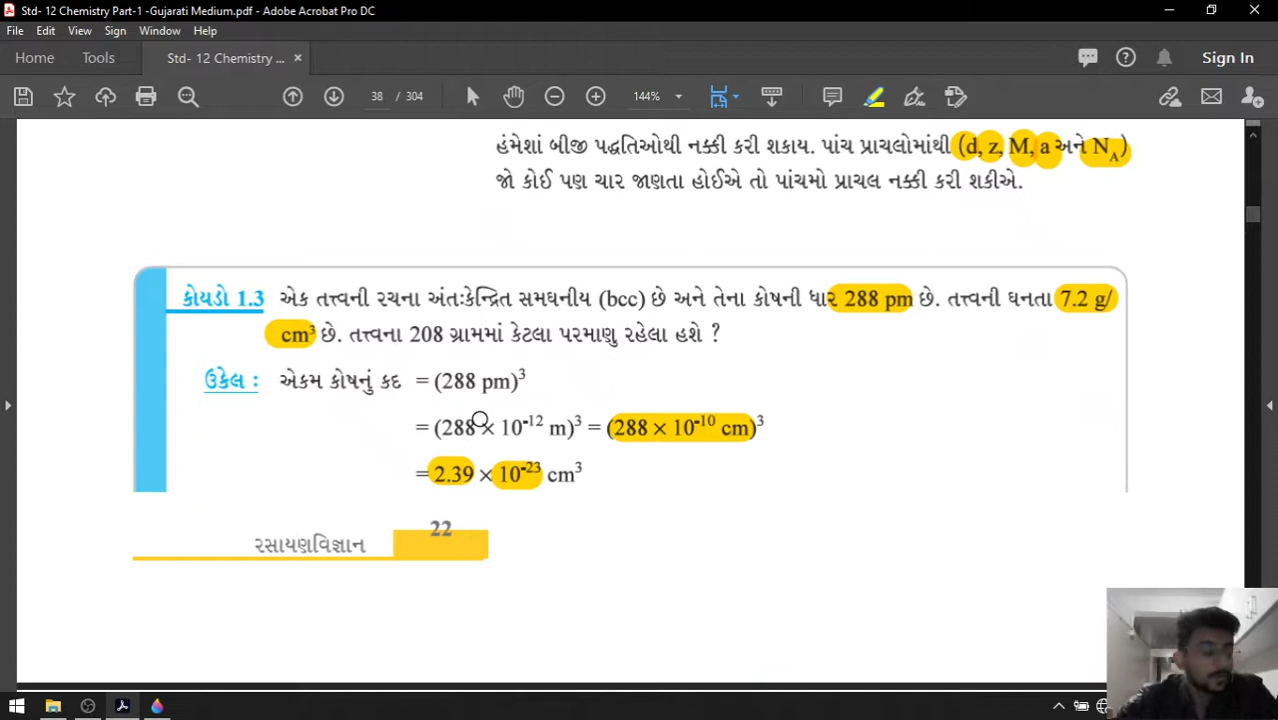 Std- 12 Chemistry Part-1 -Gujarati Medium.pdf - Adobe Acrobat Pro DC
File Edit View Sign Window Help
Home Tools Std- 12 Chemistry ... × Sign In
38 / 304 144%
હંમેશાં બીજી પદ્ધતિઓથી નક્કી કરી શકાય. પાંચ પ્રાચલોમાંથી (d, z, M, a અને N_A)
જો કોઈ પણ ચાર જાણતા હોઈએ તો પાંચમો પ્રાચલ નક્કી કરી શકીએ.
કોયડો 1.3 એક તત્ત્વની રચના અંતઃકેન્દ્રિત સમઘનીય (bcc) છે અને તેના કોષની ધાર 288 pm છે. તત્ત્વની ઘનતા 7.2 g/
cm³ છે. તત્ત્વના 208 ગ્રામમાં કેટલા પરમાણુ રહેલા હશે ?
ઉકેલ : એકમ કોષનું કદ = (288 pm)³
= (288 × 10⁻¹² m)³ = (288 × 10⁻¹⁰ cm)³
= 2.39 × 10⁻²³ cm³
22
રસાયણવિજ્ઞાન